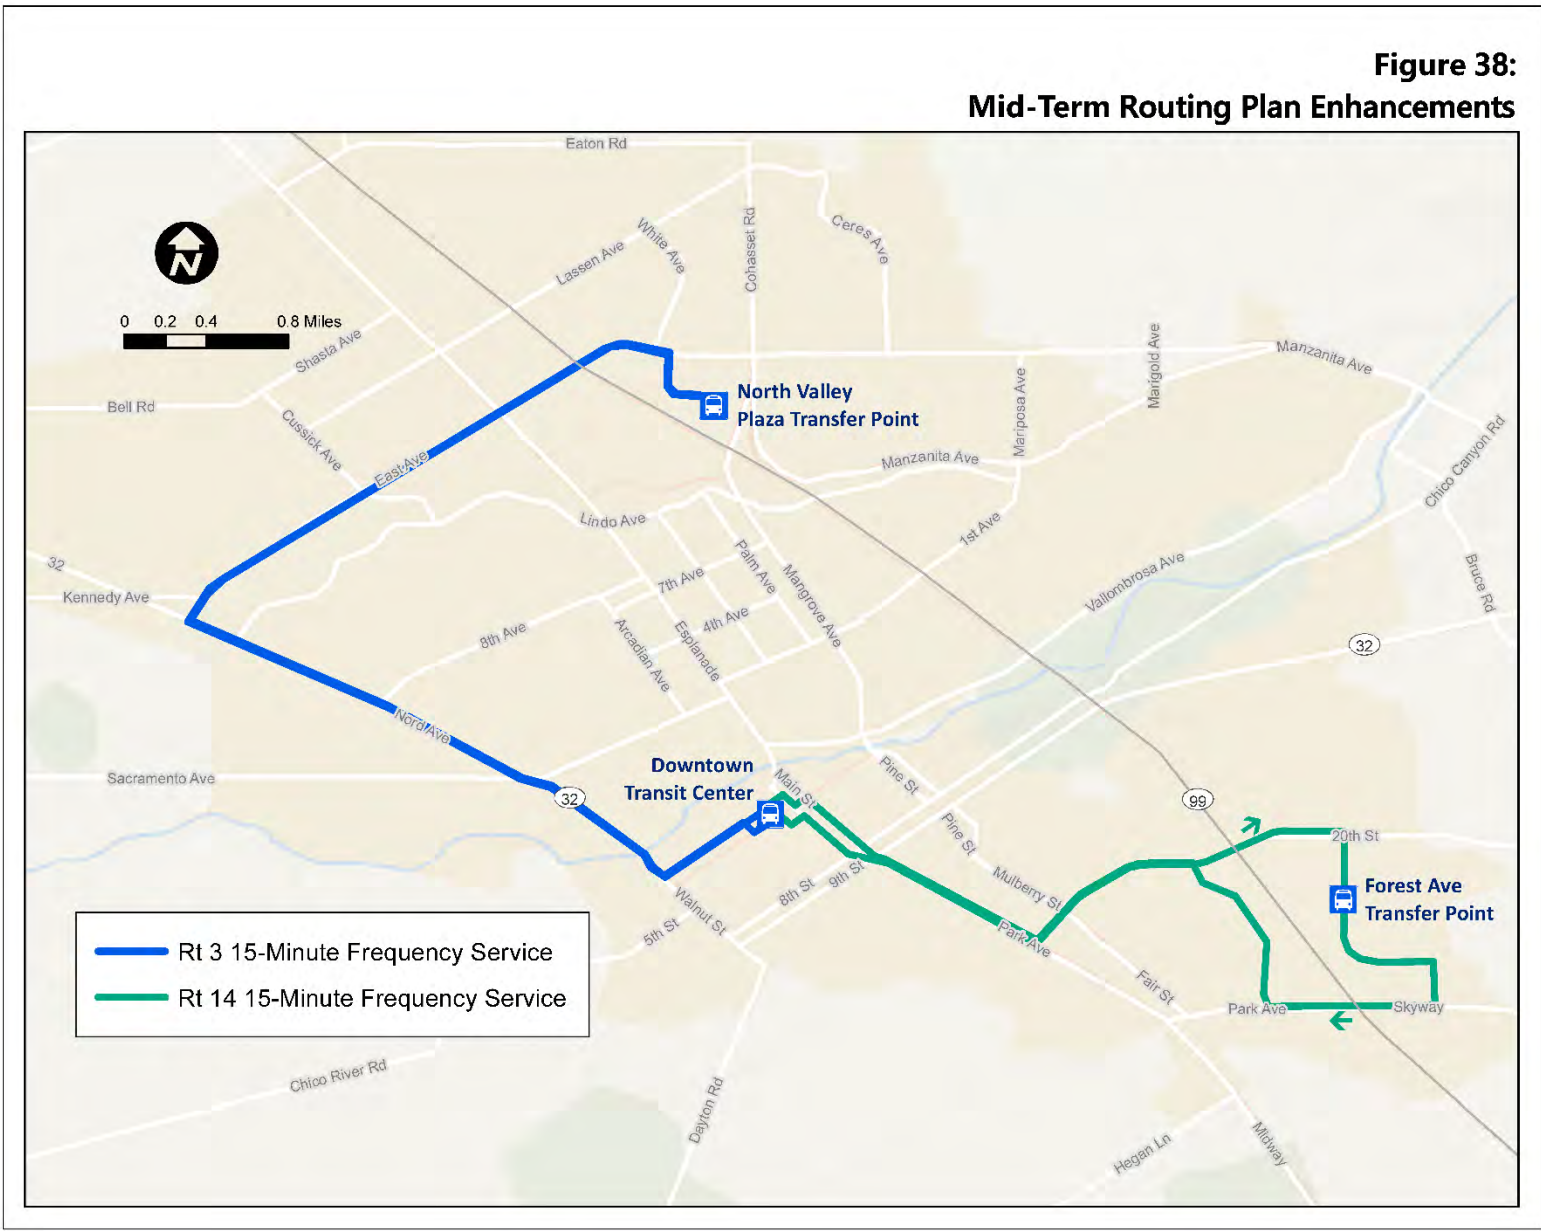 Figure 38:
Mid-Term Routing Plan Enhancements
Eaton Rd
White Ave
Ceres Ave
Cohasset Rd
Lassen Ave
N
0 0.2 0.4 0.8 Miles
Shasta Ave
Marigold Ave
Manzanita Ave
Mariposa Ave
North Valley
Plaza Transfer Point
Bell Rd
Cussick Ave
East Ave
Manzanita Ave
Chico Canyon Rd
Lindo Ave
1st Ave
Palm Ave
Mangrove Ave
7th Ave
Vallombrosa Ave
Bruce Rd
32
Kennedy Ave
8th Ave
4th Ave
Arcadian Ave
Esplanade
32
Nord Ave
Downtown
Transit Center
Main St
Pine St
Sacramento Ave
32
99
Pine St
20th St
Mulberry St
8th St
9th St
Forest Ave
Transfer Point
Walnut St
5th St
Park Ave
Rt 3 15-Minute Frequency Service
Rt 14 15-Minute Frequency Service
Fair St
Park Ave
Skyway
Chico River Rd
Dayton Rd
Hegan Ln
Midway